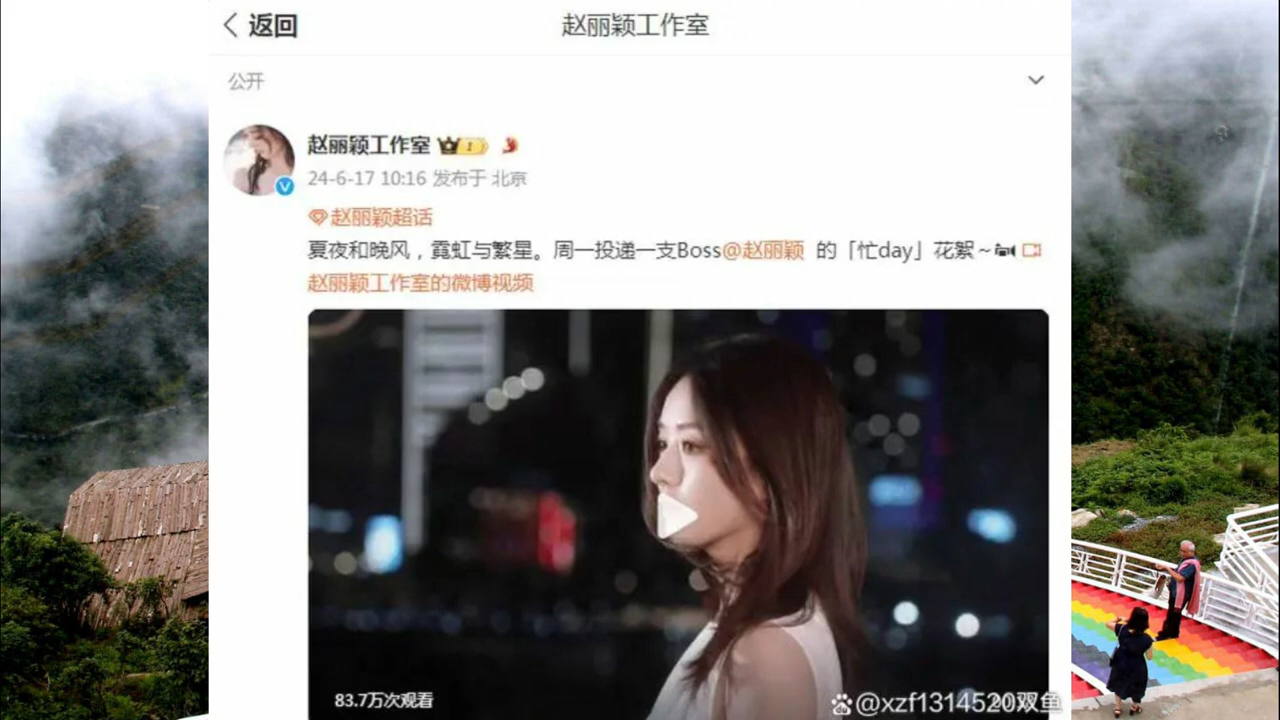 返回
赵丽颖工作室
公开
赵丽颖工作室 1
24-6-17 10:16 发布于 北京
赵丽颖超话
夏夜和晚风，霓虹与繁星。周一投递一支Boss@赵丽颖 的「忙day」花絮~
赵丽颖工作室的微博视频
83.7万次观看
@xzf1314520双鱼